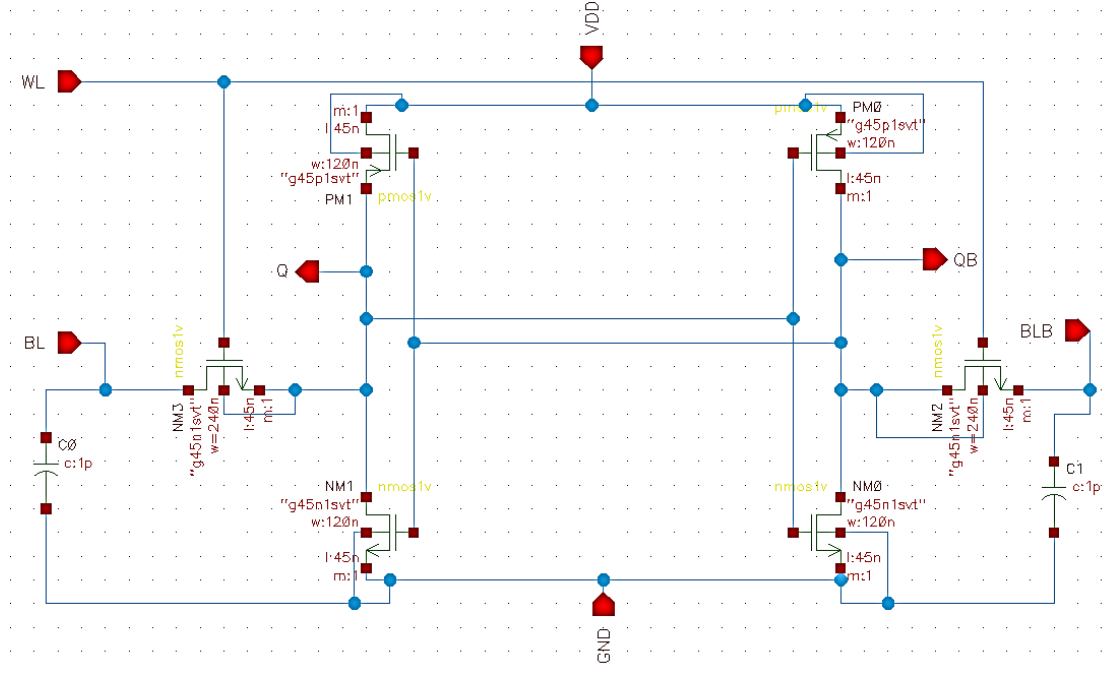 VDD
WL
m:1
l:45n
w:120n
"g45p1svt"
PM1
pmos1v
pmos1v
PM0
"g45p1svt"
w:120n
l:45n
m:1
Q
QB
BL
nmos1v
NM3
"g45n1svt"
w=240n
l:45n
m:1
BLB
nmos1v
NM2
"g45n1svt"
w=240n
l:45n
m:1
C0
c:1p
C1
c:1p
NM1
nmos1v
"g45n1svt"
w:120n
l:45n
m:1
nmos1v
NM0
"g45n1svt"
w:120n
l:45n
m:1
GND